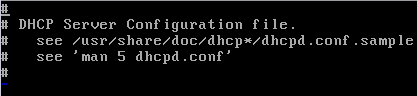 #
# DHCP Server Configuration file.
#   see /usr/share/doc/dhcp*/dhcpd.conf.sample
#   see 'man 5 dhcpd.conf'
#